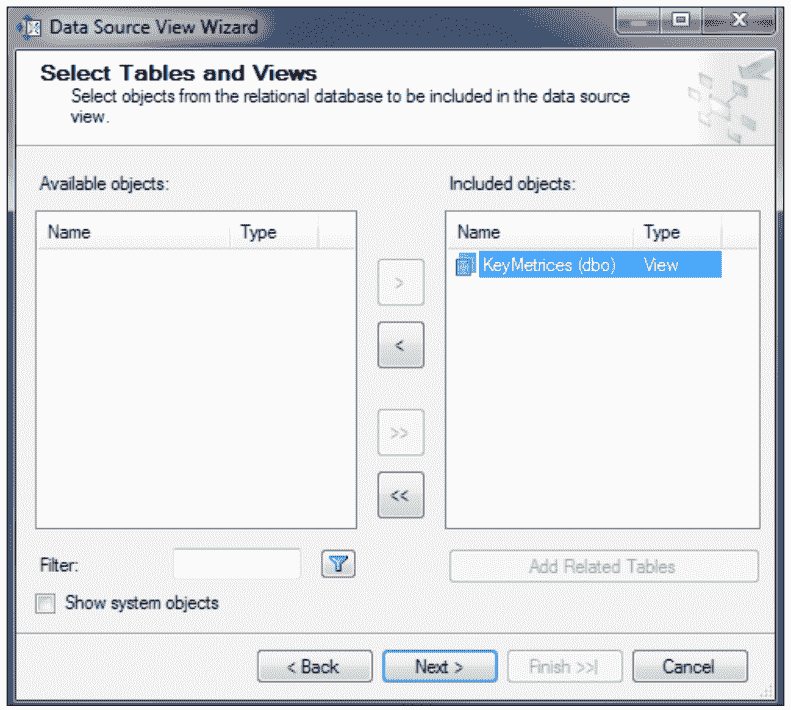 Data Source View Wizard
Select Tables and Views
Select objects from the relational database to be included in the data source
view.
Available objects:
Included objects:
Name Type
Name Type
KeyMetrices (dbo) View
>
<
>>
<<
Filter:
Add Related Tables
Show system objects
< Back Next > Finish >>| Cancel